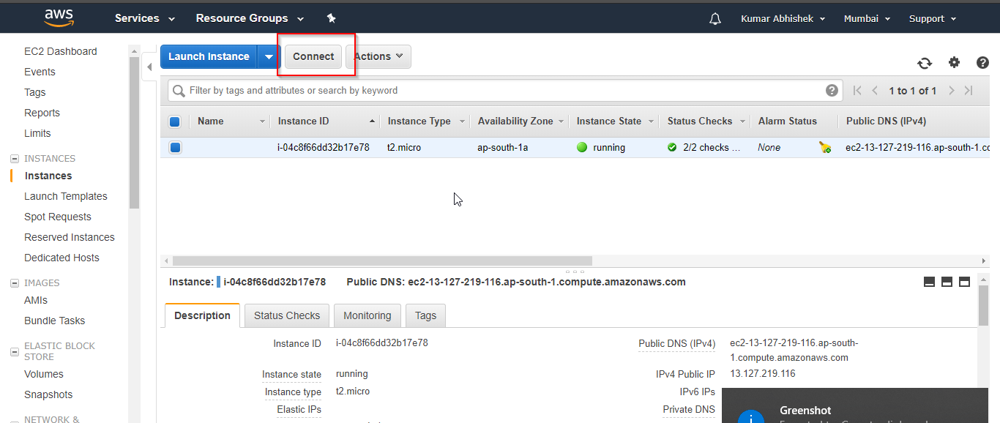 aws Services Resource Groups Kumar Abhishek Mumbai Support
EC2 Dashboard
Events
Tags
Reports
Limits
INSTANCES
Instances
Launch Templates
Spot Requests
Reserved Instances
Dedicated Hosts
IMAGES
AMIs
Bundle Tasks
ELASTIC BLOCK
STORE
Volumes
Snapshots
NETWORK &
Launch Instance Connect Actions
Filter by tags and attributes or search by keyword
1 to 1 of 1
Name Instance ID Instance Type Availability Zone Instance State Status Checks Alarm Status Public DNS (IPv4)
i-04c8f66dd32b17e78 t2.micro ap-south-1a running 2/2 checks ... None ec2-13-127-219-116.ap-south-1.co
Instance: i-04c8f66dd32b17e78 Public DNS: ec2-13-127-219-116.ap-south-1.compute.amazonaws.com
Description Status Checks Monitoring Tags
Instance ID i-04c8f66dd32b17e78 Public DNS (IPv4) ec2-13-127-219-116.ap-south-
1.compute.amazonaws.com
Instance state running IPv4 Public IP 13.127.219.116
Instance type t2.micro IPv6 IPs
Elastic IPs Private DNS
Greenshot